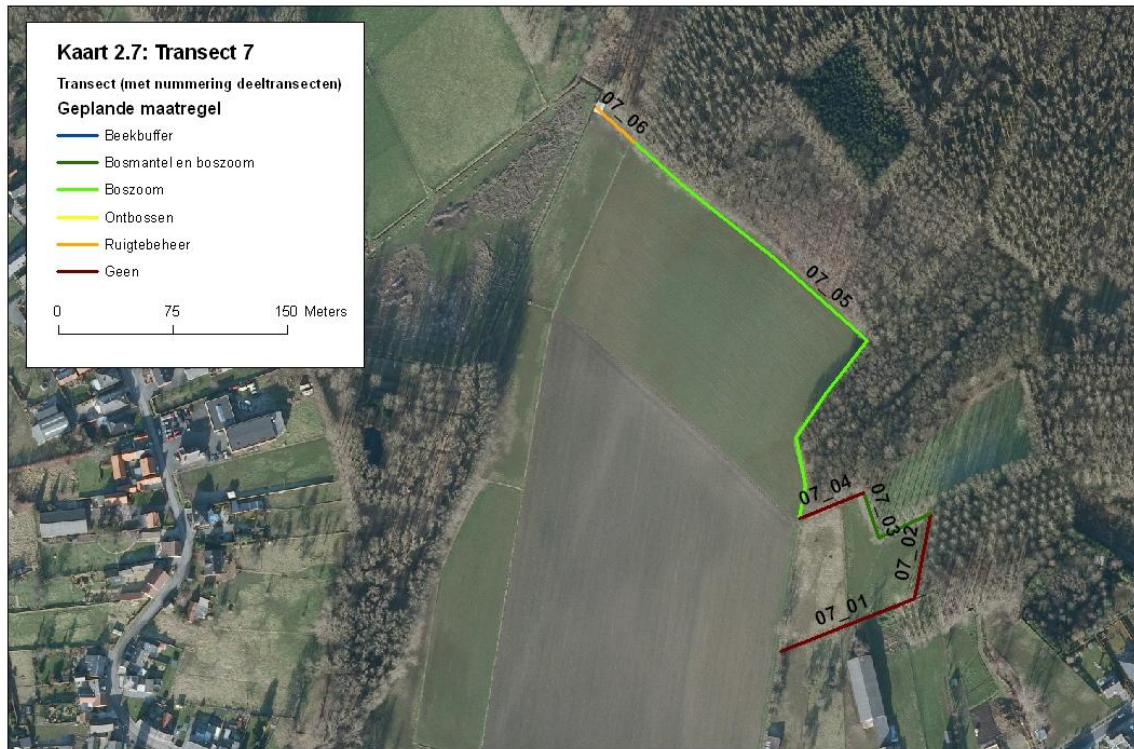 Kaart 2.7: Transect 7
Transect (met nummering deeltransecten)
Geplande maatregel
Beekbuffer
Bosmantel en boszoom
Boszoom
Ontbossen
Ruigtebeheer
Geen
0 75 150 Meters
07_06
07_05
07_04
07_03
07_02
07_01